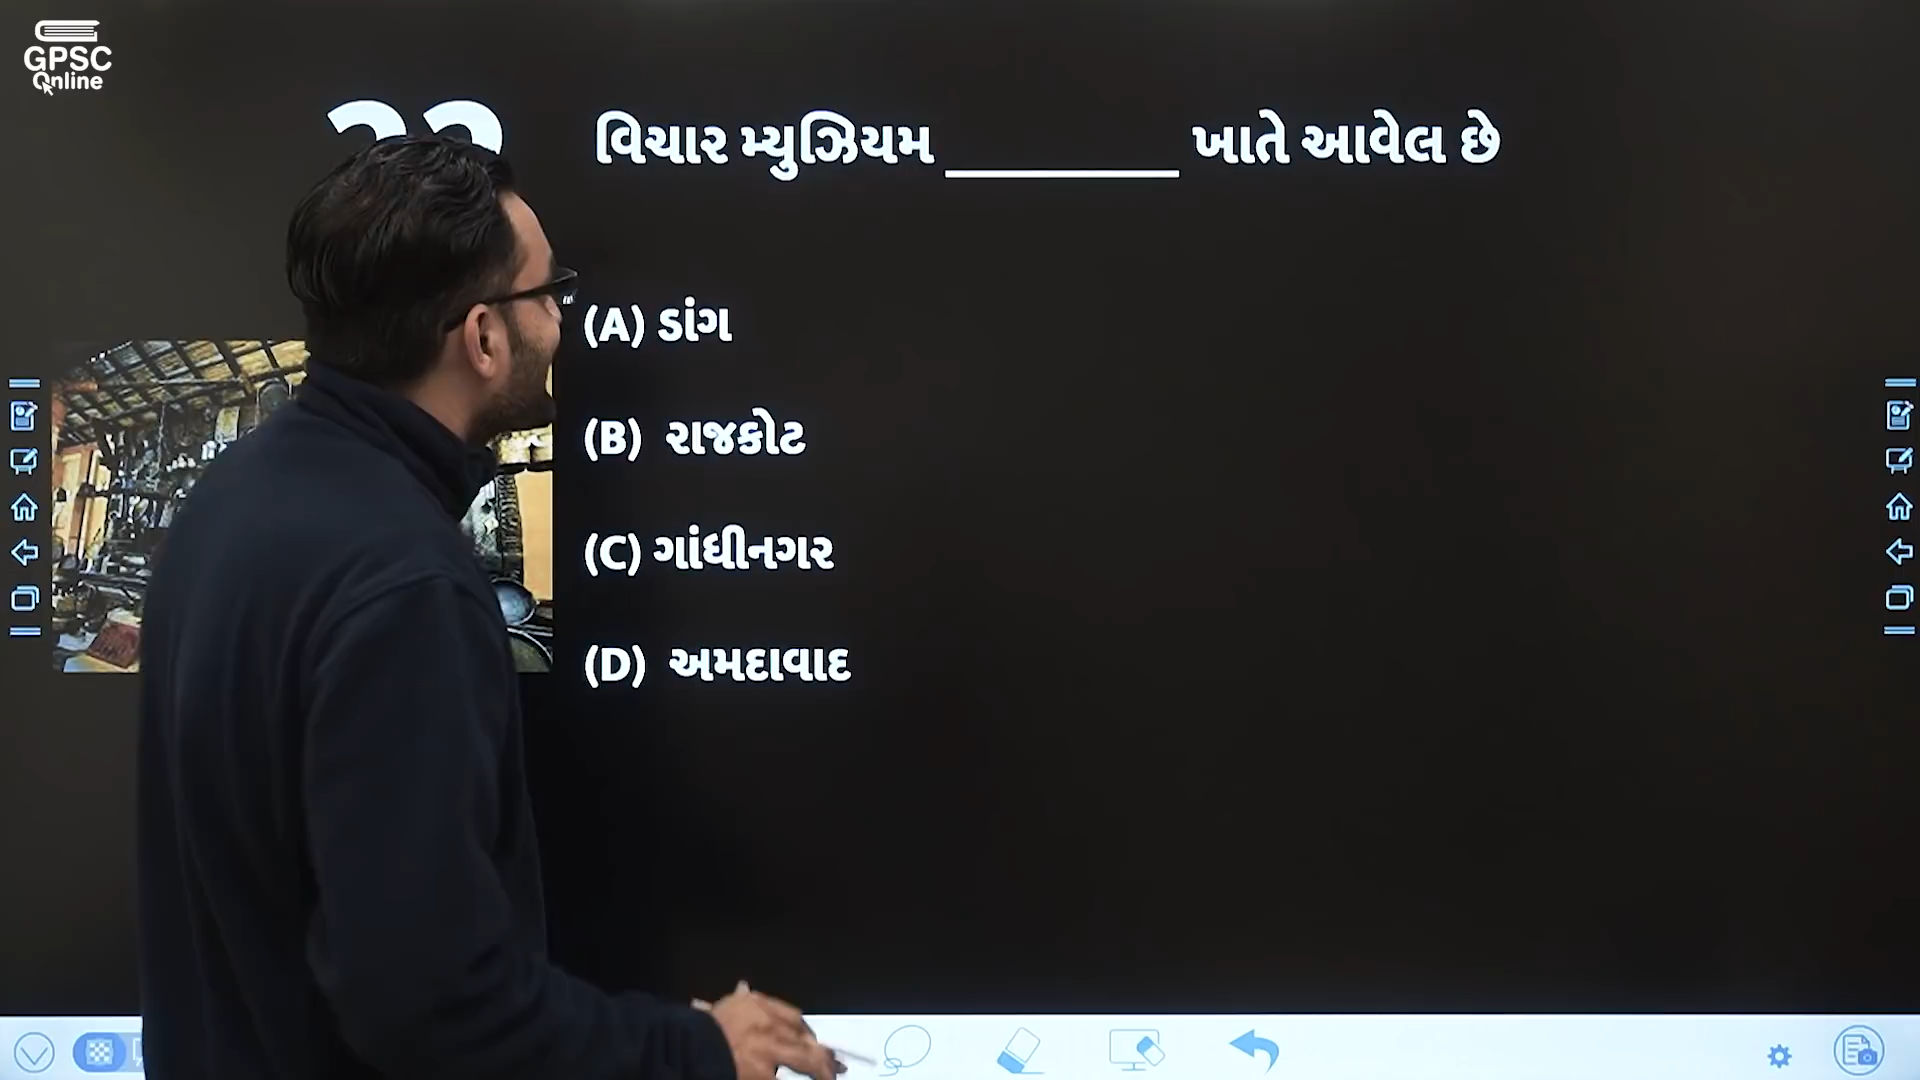 GPSC
Online
વિચાર મ્યુઝિયમ ________ ખાતે આવેલ છે
(A) ડાંગ
(B) રાજકોટ
(C) ગાંધીનગર
(D) અમદાવાદ